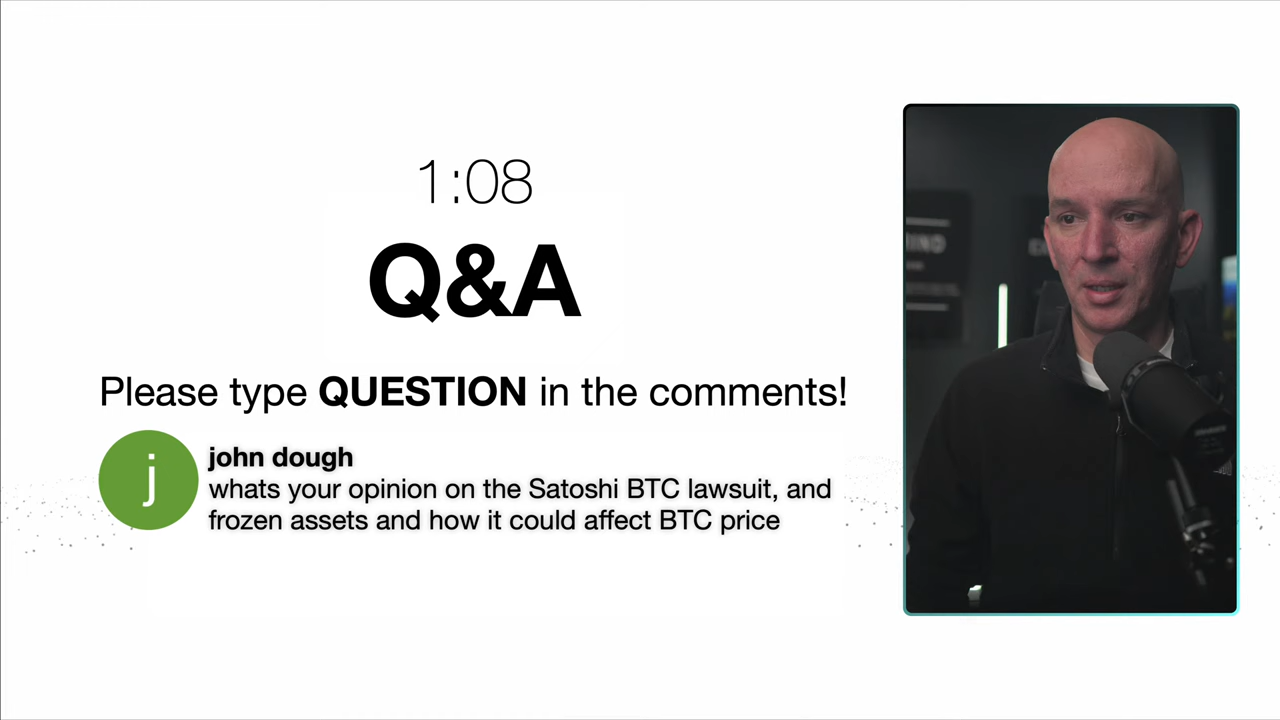 1:08
Q&A
Please type QUESTION in the comments!
j
john dough
whats your opinion on the Satoshi BTC lawsuit, and
frozen assets and how it could affect BTC price